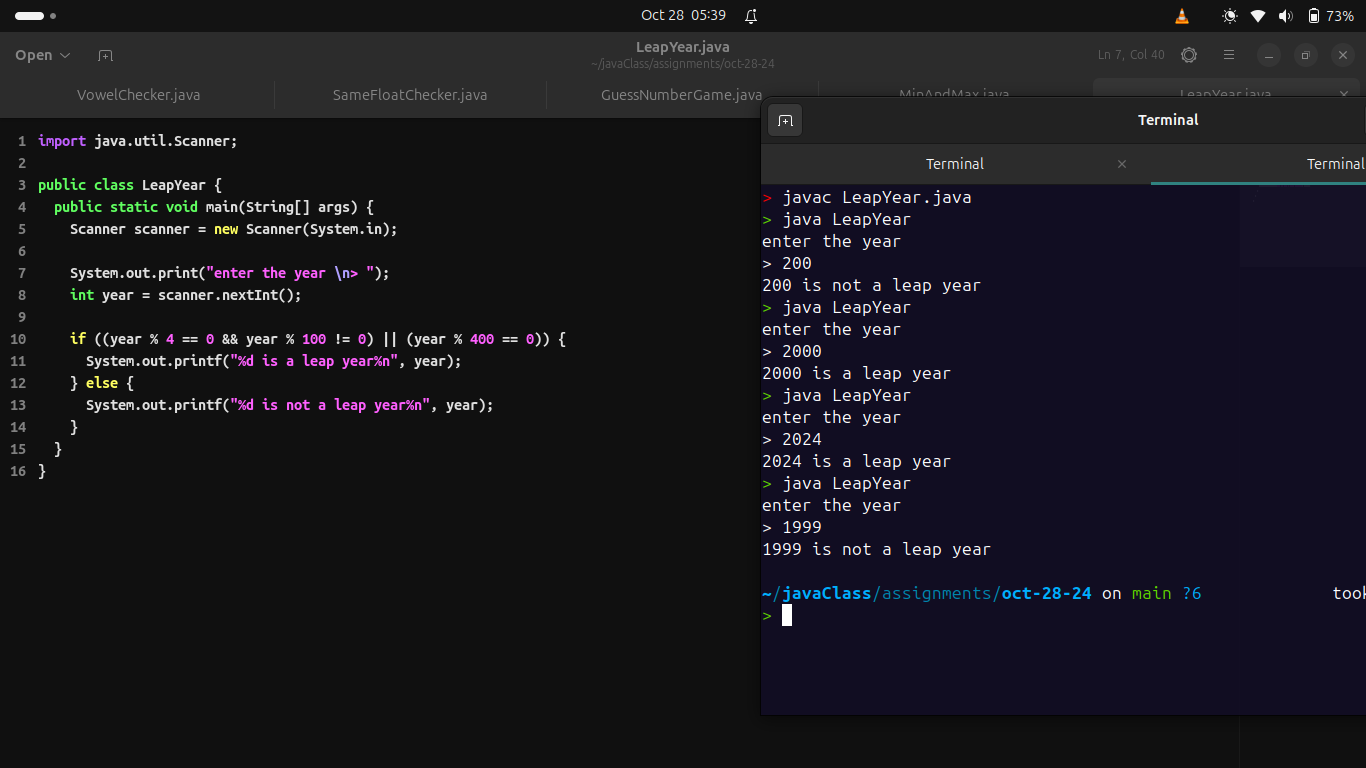 Oct 28 05:39
73%
Open
LeapYear.java
~/javaClass/assignments/oct-28-24
Ln 7, Col 40
VowelChecker.java
SameFloatChecker.java
GuessNumberGame.java
MinAndMax.java
LeapYear.java
1 import java.util.Scanner;
2
3 public class LeapYear {
4   public static void main(String[] args) {
5     Scanner scanner = new Scanner(System.in);
6
7     System.out.print("enter the year \n> ");
8     int year = scanner.nextInt();
9
10     if ((year % 4 == 0 && year % 100 != 0) || (year % 400 == 0)) {
11       System.out.printf("%d is a leap year%n", year);
12     } else {
13       System.out.printf("%d is not a leap year%n", year);
14     }
15   }
16 }
Terminal
Terminal
Terminal
> javac LeapYear.java
> java LeapYear
enter the year
> 200
200 is not a leap year
> java LeapYear
enter the year
> 2000
2000 is a leap year
> java LeapYear
enter the year
> 2024
2024 is a leap year
> java LeapYear
enter the year
> 1999
1999 is not a leap year
~/javaClass/assignments/oct-28-24 on main ?6 took
>